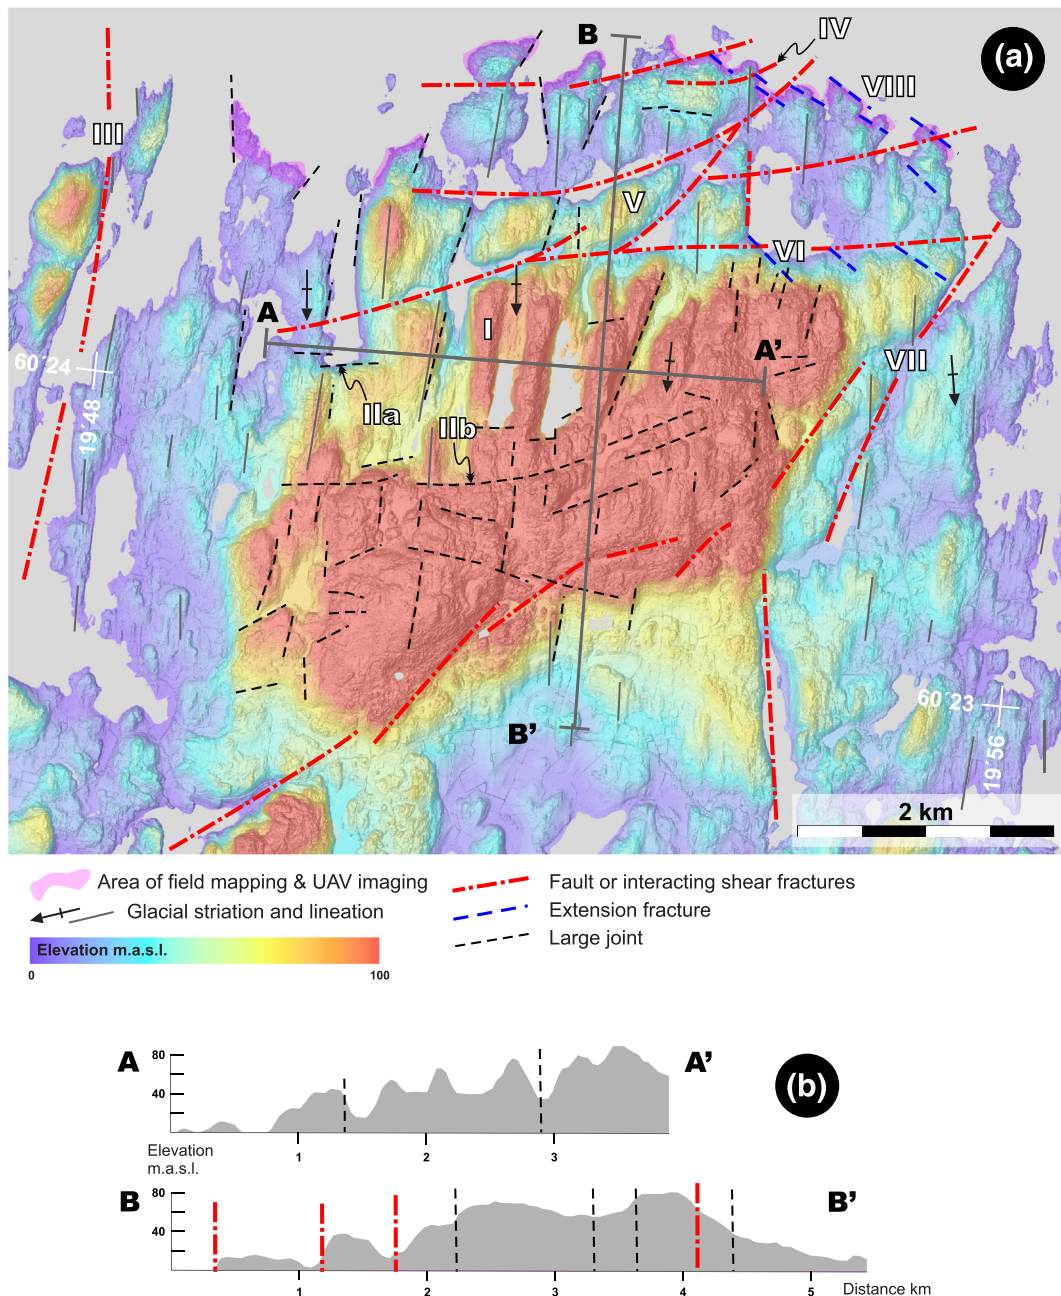 (a)
B
IV
VIII
III
V
VI
A
I
A’
VII
60´24
19´48
IIa
IIb
B’
60´23
19´56
2 km
Area of field mapping & UAV imaging
Glacial striation and lineation
Elevation m.a.s.l.
0
100
Fault or interacting shear fractures
Extension fracture
Large joint
(b)
A
A’
80
40
Elevation
m.a.s.l.
1
2
3
B
B’
80
40
1
2
3
4
5
Distance km